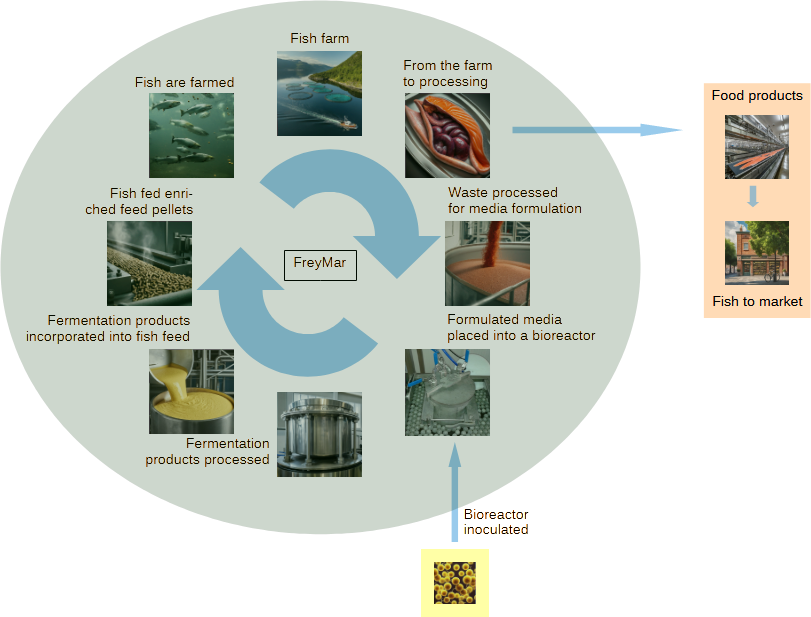 Fish farm
From the farm
to processing
Fish are farmed
Food products
Fish fed enri-
ched feed pellets
Waste processed
for media formulation
FreyMar
Fish to market
Fermentation products
incorporated into fish feed
Formulated media
placed into a bioreactor
Fermentation
products processed
Bioreactor
inoculated